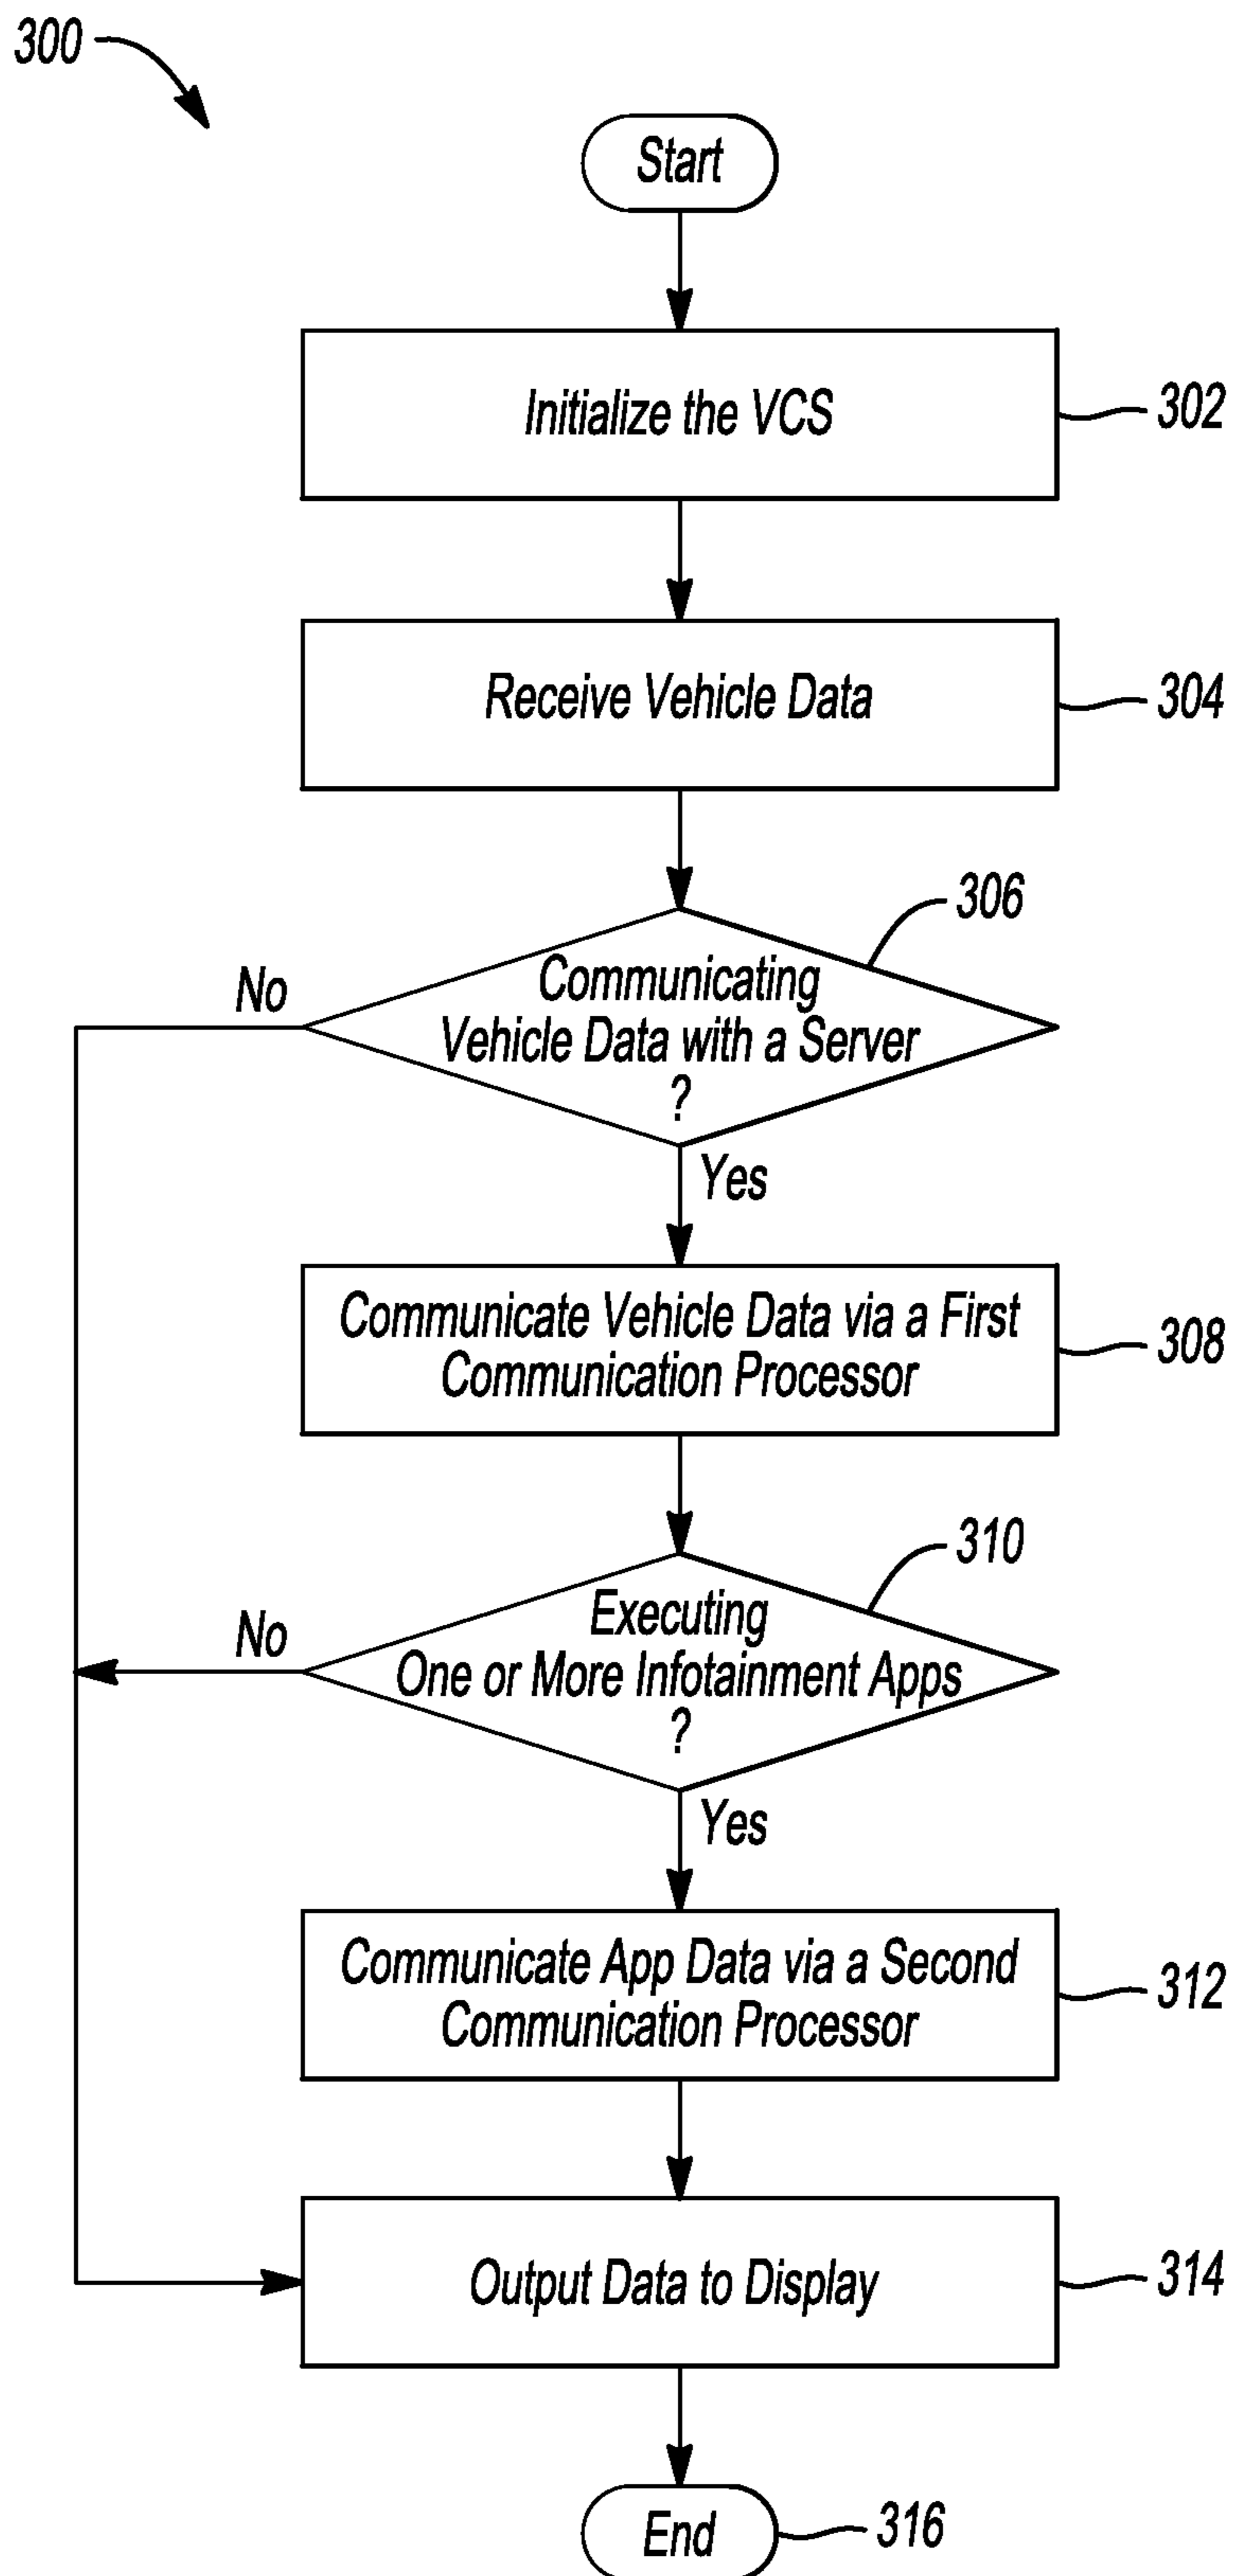 300
Start
Initialize the VCS
302
Receive Vehicle Data
304
306
Communicating
Vehicle Data with a Server
?
No
Yes
Communicate Vehicle Data via a First
Communication Processor
308
310
Executing
One or More Infotainment Apps
?
No
Yes
Communicate App Data via a Second
Communication Processor
312
Output Data to Display
314
End
316